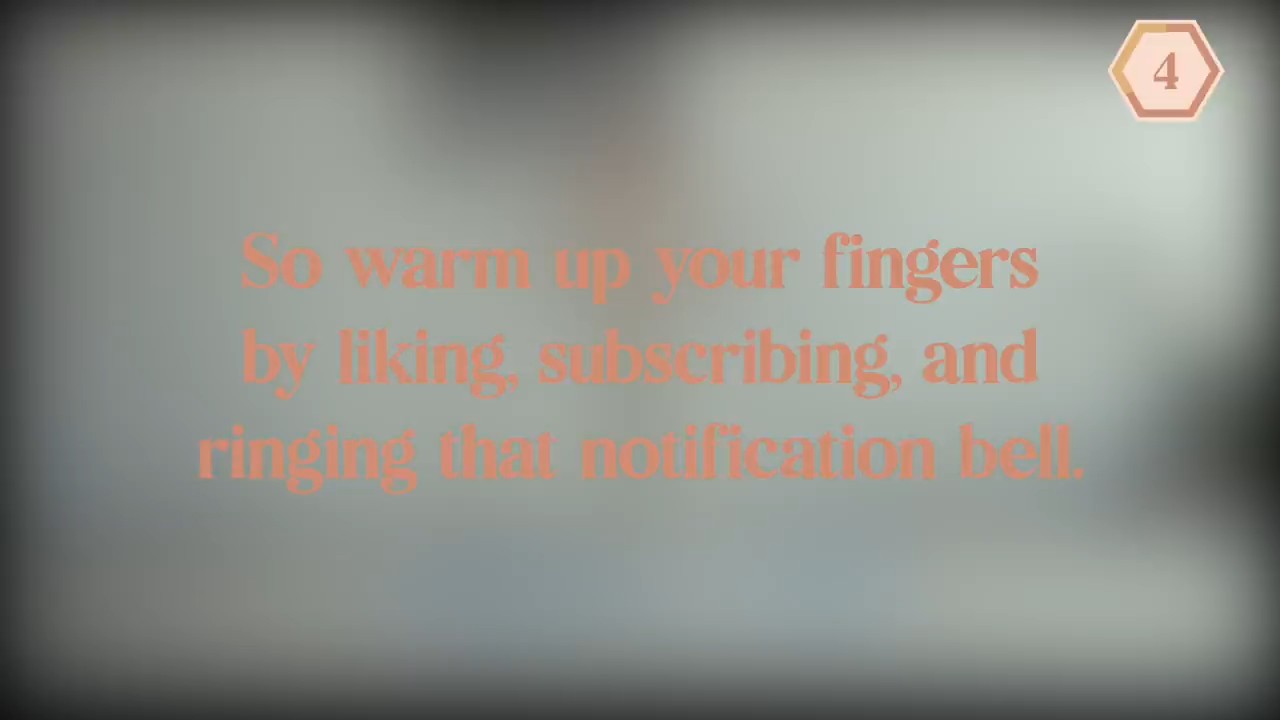 4
So warm up your fingers
by liking, subscribing, and
ringing that notification bell.